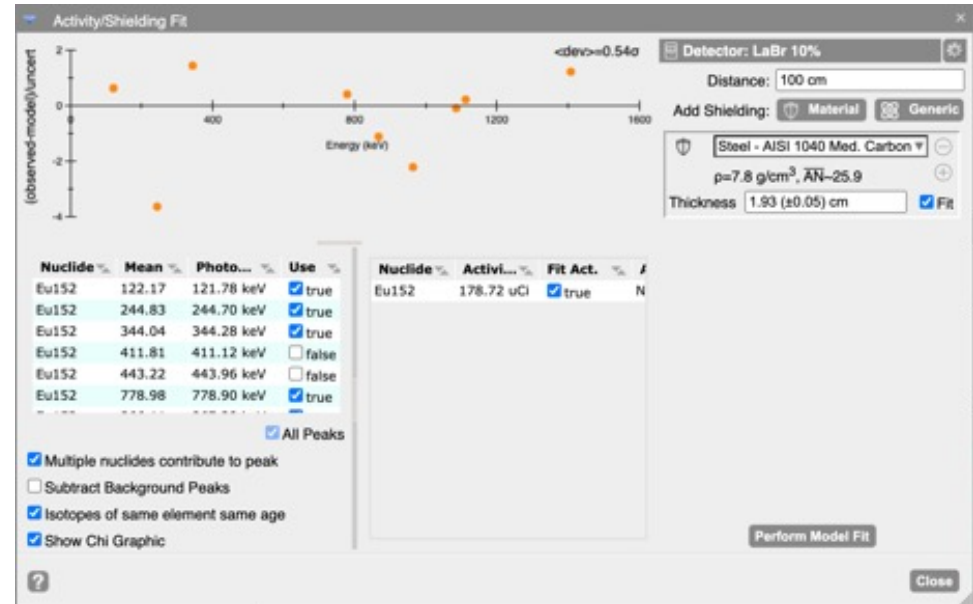 Activity/Shielding Fit
(observed-model)/uncert
2
0
-2
-4
<dev>=0.54σ
0
400
800
1200
1600
Energy (keV)
Detector: LaBr 10%
Distance: 100 cm
Add Shielding: Material Generic
Steel - AISI 1040 Med. Carbon
ρ=7.8 g/cm³, AN~25.9
Thickness 1.93 (±0.05) cm Fit
Nuclide Mean Photo... Use
Eu152 122.17 121.78 keV true
Eu152 244.83 244.70 keV true
Eu152 344.04 344.28 keV true
Eu152 411.81 411.12 keV false
Eu152 443.22 443.96 keV false
Eu152 778.98 778.90 keV true
All Peaks
Multiple nuclides contribute to peak
Subtract Background Peaks
Isotopes of same element same age
Show Chi Graphic
Nuclide Activi... Fit Act.
Eu152 178.72 uCi true N
Perform Model Fit
?
Close